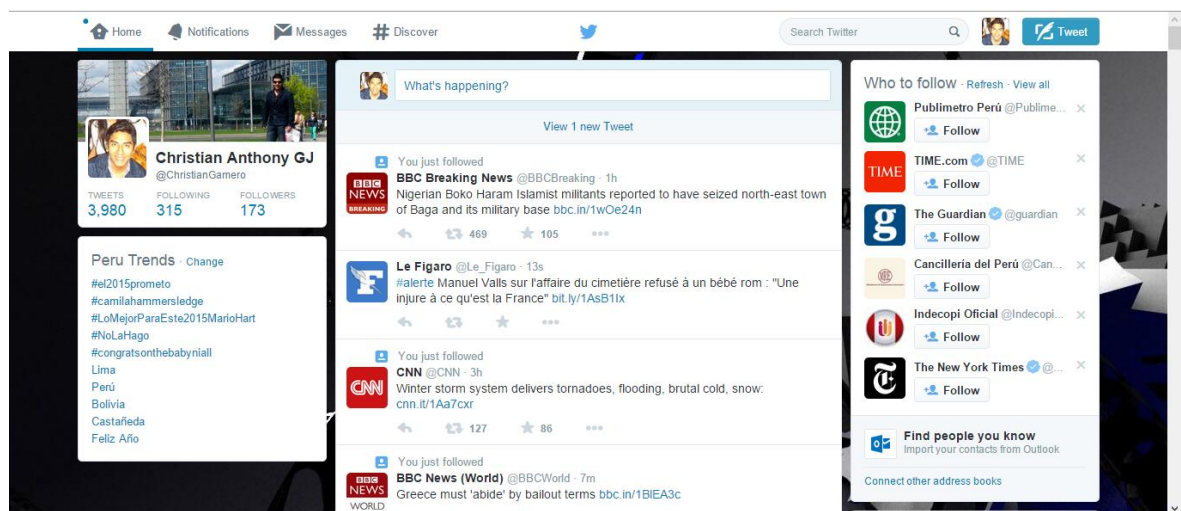 Home Notifications Messages # Discover Search Twitter Tweet
Christian Anthony GJ
@ChristianGamero
TWEETS FOLLOWING FOLLOWERS
3,980 315 173
Peru Trends · Change
#el2015prometo
#camilahammersledge
#LoMejorParaEste2015MarioHart
#NoLaHago
#congratsonthebabyniall
Lima
Perú
Bolivia
Castañeda
Feliz Año
What's happening?
View 1 new Tweet
You just followed
BBC NEWS BREAKING
BBC Breaking News @BBCBreaking · 1h
Nigerian Boko Haram Islamist militants reported to have seized north-east town
of Baga and its military base bbc.in/1wOe24n
469 105
Le Figaro @Le_Figaro · 13s
#alerte Manuel Valls sur l'affaire du cimetière refusé à un bébé rom : "Une
injure à ce qu'est la France" bit.ly/1AsB1Ix
You just followed
CNN
CNN @CNN · 3h
Winter storm system delivers tornadoes, flooding, brutal cold, snow:
cnn.it/1Aa7cxr
127 86
You just followed
BBC NEWS WORLD
BBC News (World) @BBCWorld · 7m
Greece must 'abide' by bailout terms bbc.in/1BlEA3c
Who to follow · Refresh · View all
Publimetro Perú @Publime...
Follow
TIME
TIME.com @TIME
Follow
The Guardian @guardian
Follow
Cancillería del Perú @Can...
Follow
Indecopi Oficial @Indecopi...
Follow
The New York Times @...
Follow
Find people you know
Import your contacts from Outlook
Connect other address books